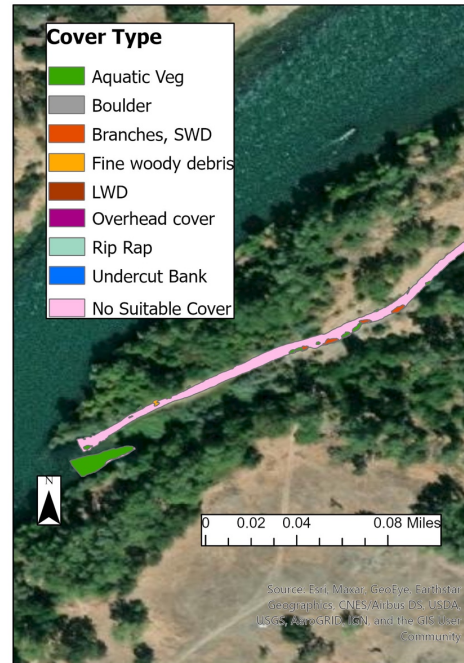 Cover Type
Aquatic Veg
Boulder
Branches, SWD
Fine woody debris
LWD
Overhead cover
Rip Rap
Undercut Bank
No Suitable Cover
N
0 0.02 0.04 0.08 Miles
Source: Esri, Maxar, GeoEye, Earthstar
Geographics, CNES/Airbus DS, USDA,
USGS, AeroGRID, IGN, and the GIS User
Community